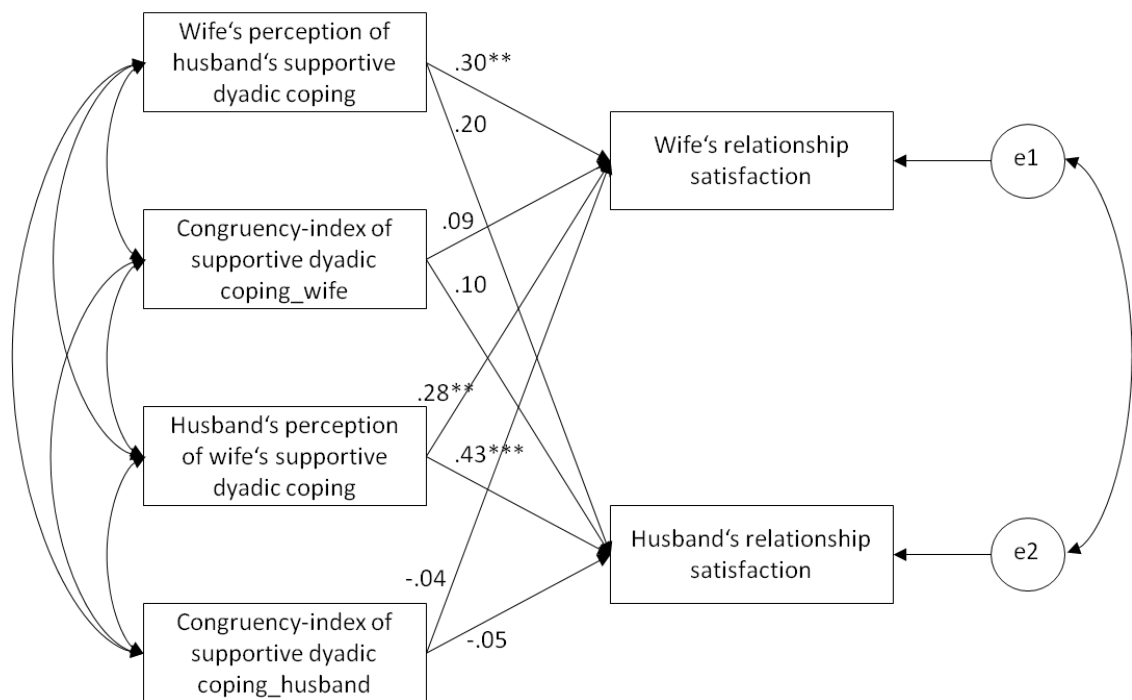 Wife‘s perception of
husband‘s supportive
dyadic coping
.30**
.20
Wife‘s relationship
satisfaction
e1
Congruency-index of
supportive dyadic
coping_wife
.09
.10
Husband‘s perception
of wife‘s supportive
dyadic coping
.28**
.43***
Husband‘s relationship
satisfaction
e2
Congruency-index of
supportive dyadic
coping_husband
-.04
-.05